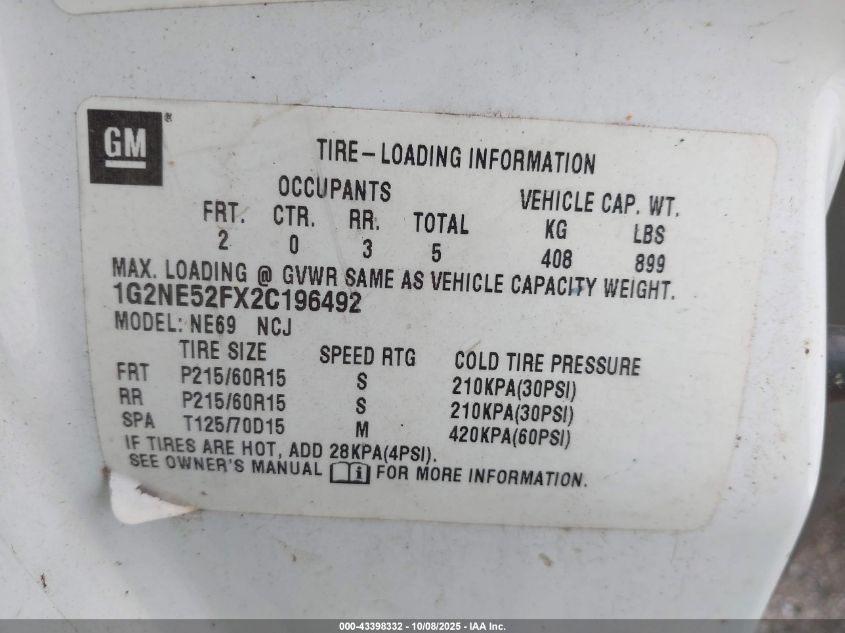 GM®
TIRE-LOADING INFORMATION
OCCUPANTS VEHICLE CAP. WT.
FRT. CTR. RR. TOTAL KG LBS
2 0 3 5 408 899
MAX. LOADING @ GVWR SAME AS VEHICLE CAPACITY WEIGHT.
1G2NE52FX2C196492
MODEL: NE69 NCJ
TIRE SIZE SPEED RTG COLD TIRE PRESSURE
FRT P215/60R15 S 210KPA(30PSI)
RR P215/60R15 S 210KPA(30PSI)
SPA T125/70D15 M 420KPA(60PSI)
IF TIRES ARE HOT, ADD 28KPA(4PSI).
SEE OWNER'S MANUAL i FOR MORE INFORMATION.
000-43398332 - 10/08/2025 - IAA Inc.